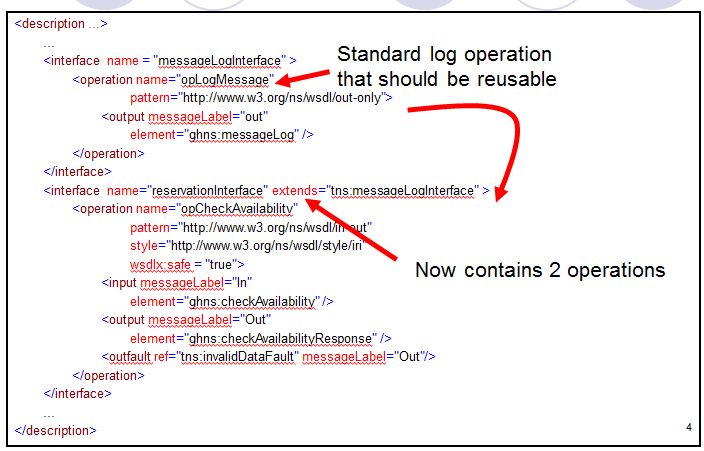 <description ...>
...
<interface name = "messageLogInterface" >
<operation name="opLogMessage"
pattern="http://www.w3.org/ns/wsdl/out-only">
<output messageLabel="out"
element="ghns:messageLog" />
</operation>
</interface>
<interface name="reservationInterface" extends="tns:messageLogInterface" >
<operation name="opCheckAvailability"
pattern="http://www.w3.org/ns/wsdl/in-out"
style="http://www.w3.org/ns/wsdl/style/iri"
wsdlx:safe = "true">
<input messageLabel="In"
element="ghns:checkAvailability" />
<output messageLabel="Out"
element="ghns:checkAvailabilityResponse" />
<outfault ref="tns:invalidDataFault" messageLabel="Out"/>
</operation>
</interface>
...
</description>
Standard log operation
that should be reusable
Now contains 2 operations
4